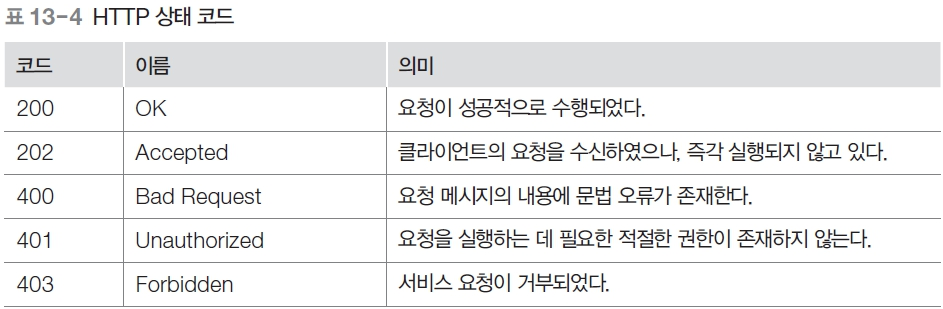 표 13-4 HTTP 상태 코드
코드 이름 의미
200 OK 요청이 성공적으로 수행되었다.
202 Accepted 클라이언트의 요청을 수신하였으나, 즉각 실행되지 않고 있다.
400 Bad Request 요청 메시지의 내용에 문법 오류가 존재한다.
401 Unauthorized 요청을 실행하는 데 필요한 적절한 권한이 존재하지 않는다.
403 Forbidden 서비스 요청이 거부되었다.